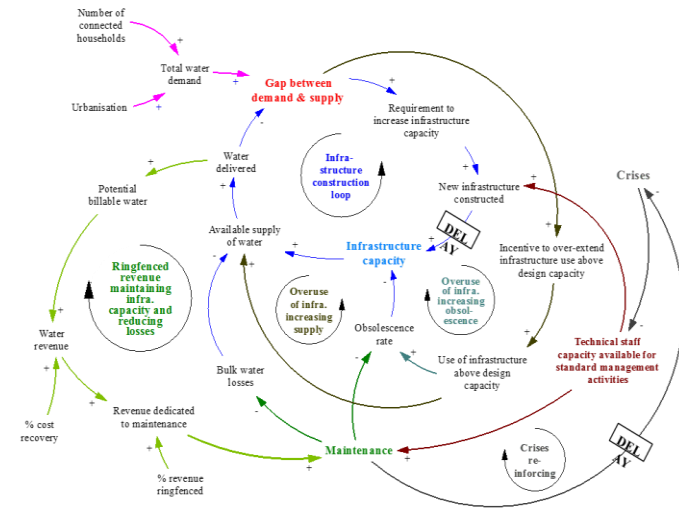 Number of
connected
households
+
Total water
demand
+
Urbanisation
+
Gap between
demand & supply
+
Requirement to
increase infrastructure
capacity
-
Water
delivered
+
+
Potential
billable water
Infra-
structure
construction
loop
+
New infrastructure
constructed
+
Crises
-
DEL
AY
+
Available supply
of water
+
Infrastructure
capacity
+
Incentive to over-extend
infrastructure use above
design capacity
Ringfenced
revenue
maintaining
infra.
capacity and
reducing
losses
-
+
-
Overuse
of infra.
increasing
supply
Overuse
of infra.
increasing
obsol-
escence
+
Water
revenue
+
+
Obsolescence
rate
-
+
+
Use of infrastructure
above design
capacity
-
Technical staff
capacity available for
standard management
activities
Bulk water
losses
-
% cost
recovery
Revenue dedicated
to maintenance
+
% revenue
ringfenced
+
Maintenance
+
Crises
re-
inforcing
DEL
AY